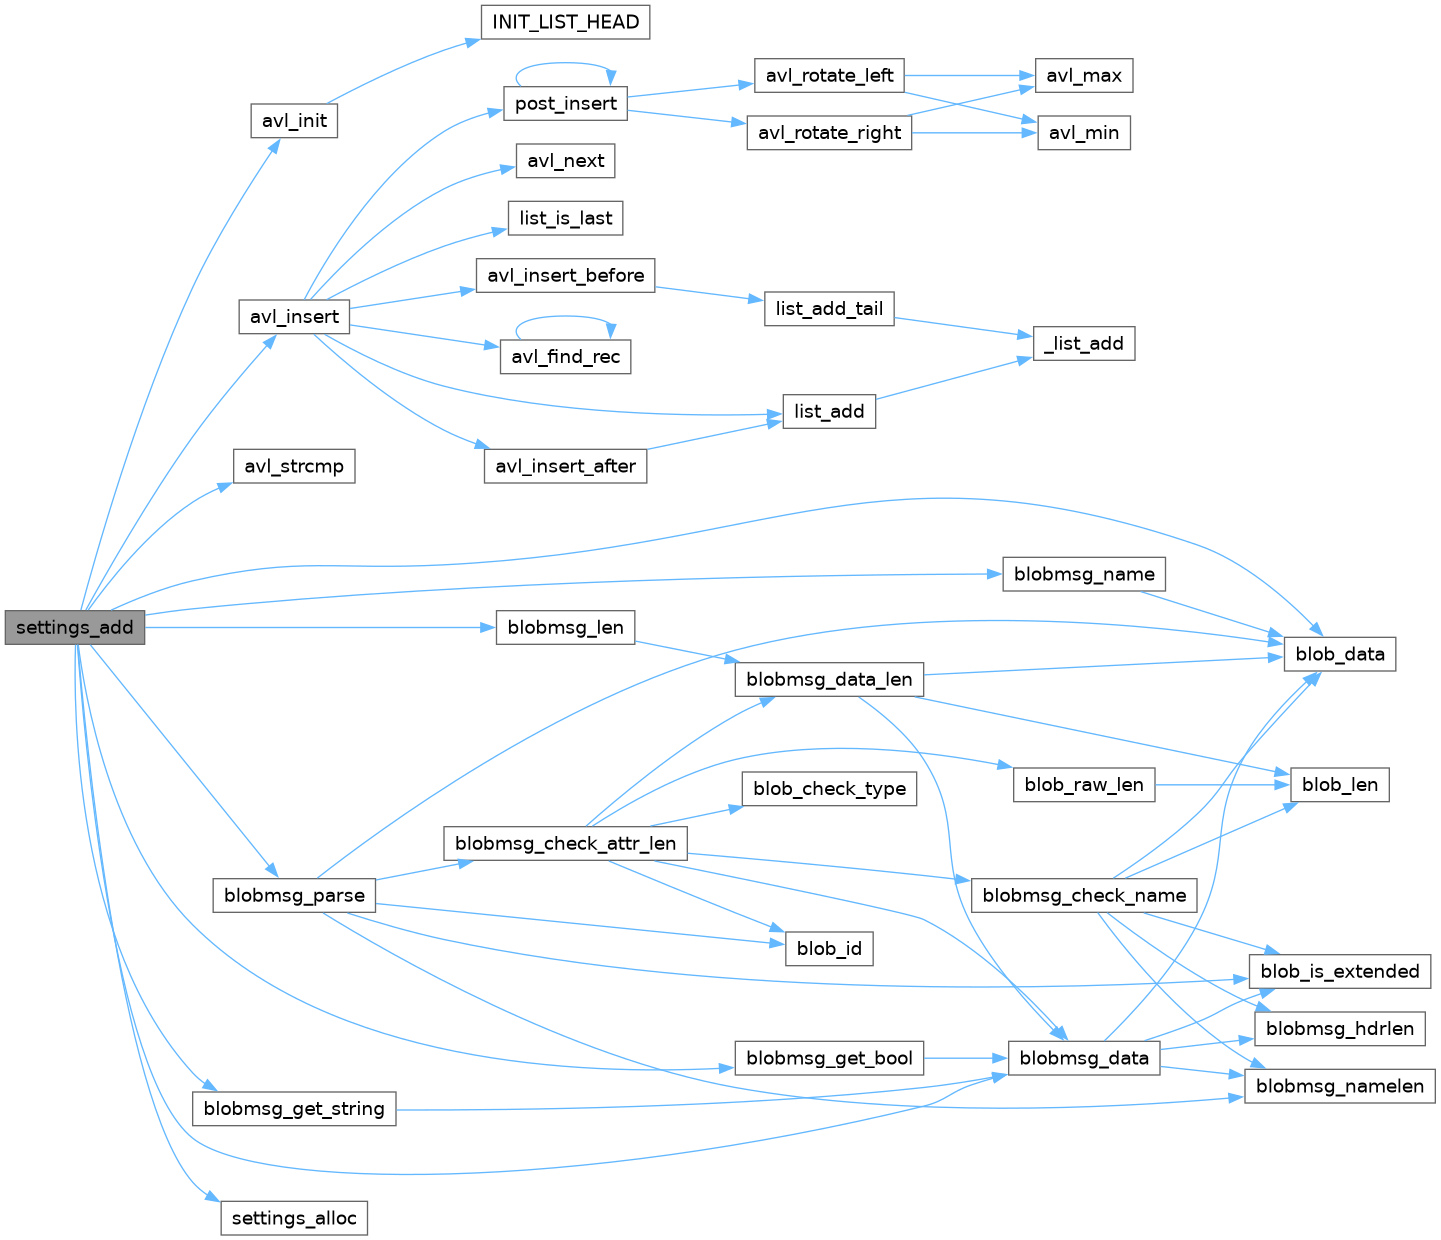 INIT_LIST_HEAD
avl_init
post_insert
avl_rotate_left
avl_max
avl_rotate_right
avl_min
avl_next
list_is_last
avl_insert_before
avl_insert
list_add_tail
avl_find_rec
_list_add
list_add
avl_strcmp
avl_insert_after
blobmsg_name
settings_add
blobmsg_len
blob_data
blobmsg_data_len
blob_check_type
blob_raw_len
blob_len
blobmsg_check_attr_len
blobmsg_parse
blobmsg_check_name
blob_id
blob_is_extended
blobmsg_hdrlen
blobmsg_get_bool
blobmsg_data
blobmsg_namelen
blobmsg_get_string
settings_alloc